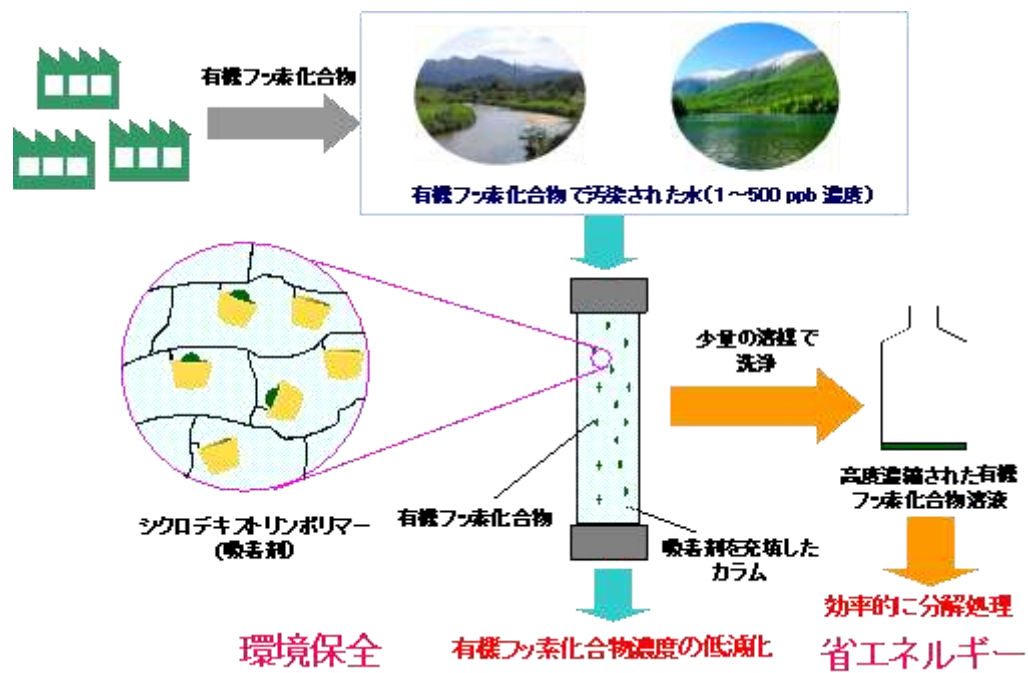 有機フッ素化合物
有機フッ素化合物で汚染された水(1～500 ppb 濃度)
少量の溶媒で
洗浄
高度濃縮された有機
フッ素化合物溶液
有機フッ素化合物
シクロデキストリンポリマー
(吸着剤)
吸着剤を充填した
カラム
効率的に分解処理
環境保全
有機フッ素化合物濃度の低減化
省エネルギー